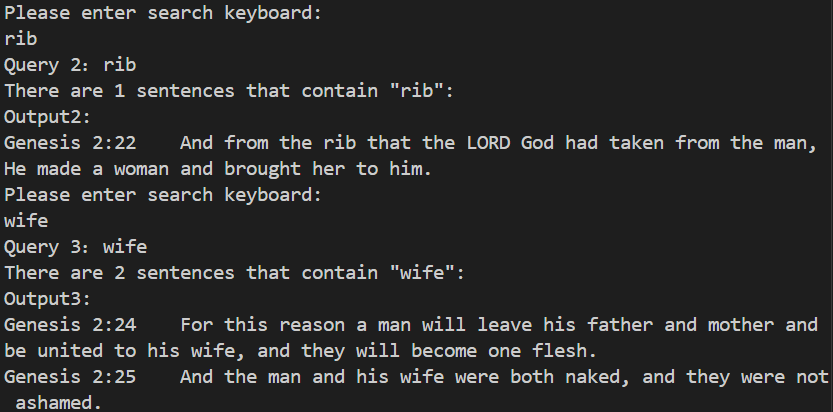 Please enter search keyboard:
rib
Query 2: rib
There are 1 sentences that contain "rib":
Output2:
Genesis 2:22    And from the rib that the LORD God had taken from the man,
He made a woman and brought her to him.
Please enter search keyboard:
wife
Query 3: wife
There are 2 sentences that contain "wife":
Output3:
Genesis 2:24    For this reason a man will leave his father and mother and
be united to his wife, and they will become one flesh.
Genesis 2:25    And the man and his wife were both naked, and they were not
 ashamed.